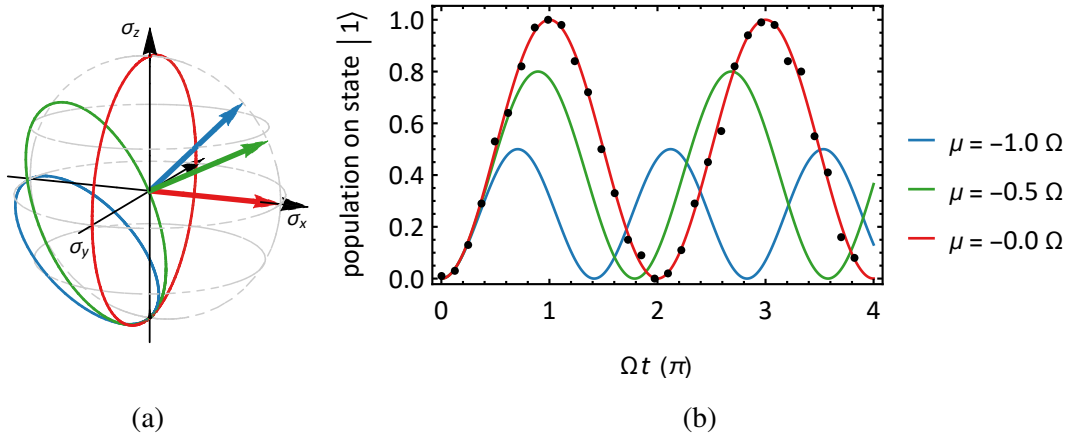 σz
σx
σy
(a)
population on state |1⟩
1.0
0.8
0.6
0.4
0.2
0.0
0 1 2 3 4
Ωt (π)
(b)
μ = −1.0 Ω
μ = −0.5 Ω
μ = −0.0 Ω